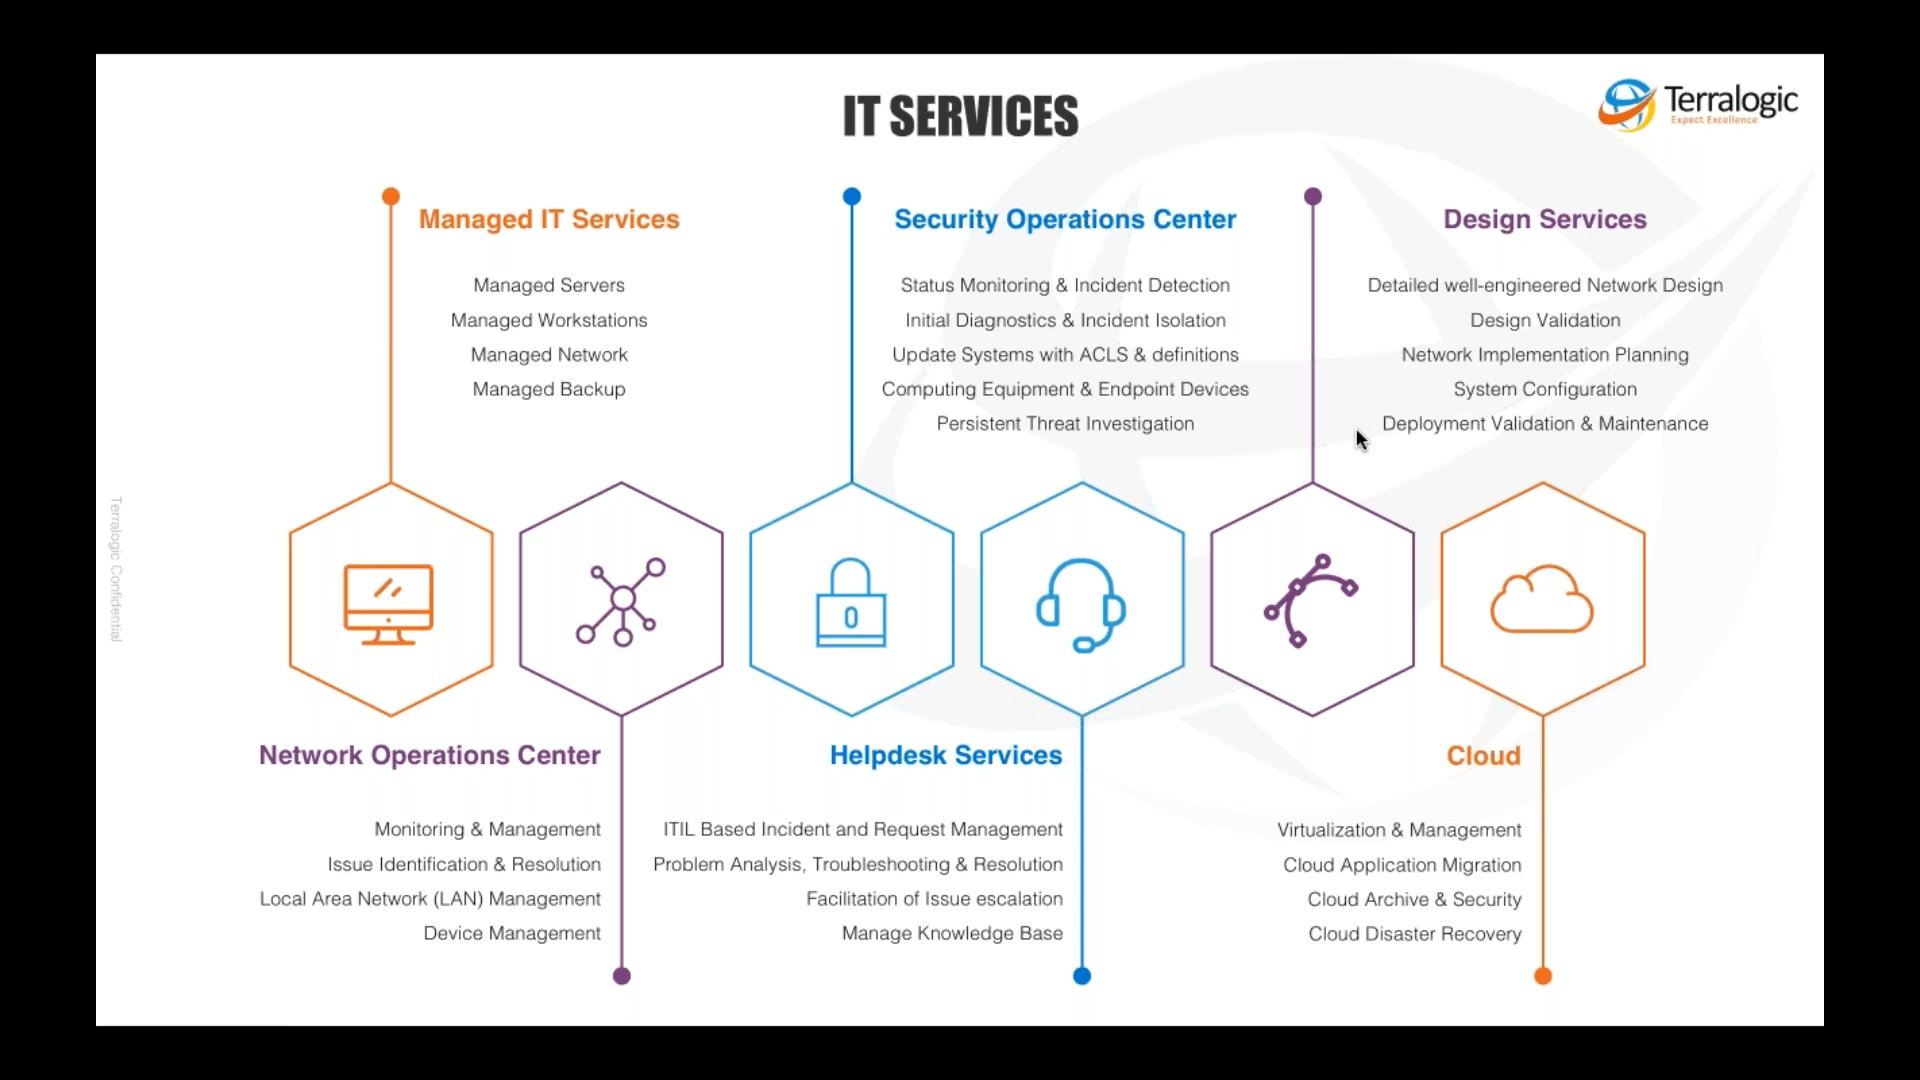 IT SERVICES
Terralogic
Expect Excellence
Managed IT Services
Managed Servers
Managed Workstations
Managed Network
Managed Backup
Security Operations Center
Status Monitoring & Incident Detection
Initial Diagnostics & Incident Isolation
Update Systems with ACLS & definitions
Computing Equipment & Endpoint Devices
Persistent Threat Investigation
Design Services
Detailed well-engineered Network Design
Design Validation
Network Implementation Planning
System Configuration
Deployment Validation & Maintenance
Terralogic Confidential
Network Operations Center
Monitoring & Management
Issue Identification & Resolution
Local Area Network (LAN) Management
Device Management
Helpdesk Services
ITIL Based Incident and Request Management
Problem Analysis, Troubleshooting & Resolution
Facilitation of Issue escalation
Manage Knowledge Base
Cloud
Virtualization & Management
Cloud Application Migration
Cloud Archive & Security
Cloud Disaster Recovery